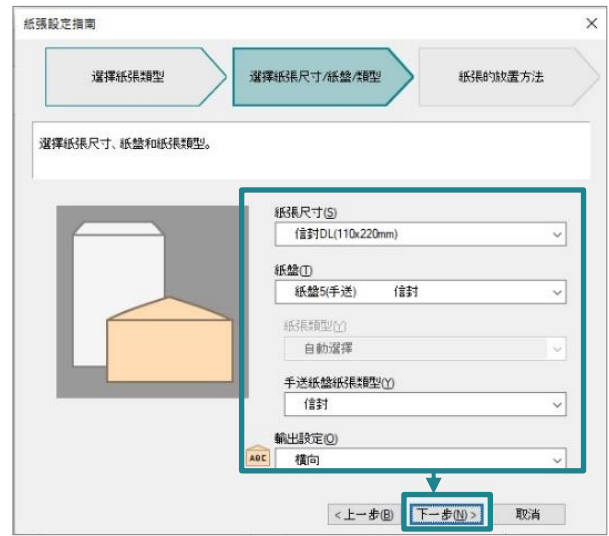 紙張設定指南
選擇紙張類型
選擇紙張尺寸/紙盤/類型
紙張的放置方法
選擇紙張尺寸、紙盤和紙張類型。
紙張尺寸(S)
信封DL(110x220mm)
紙盤(T)
紙盤5(手送) 信封
紙張類型(Y)
自動選擇
手送紙盤紙張類型(Y)
信封
輸出設定(O)
ABC 橫向
<上一步(B) 下一步(N)> 取消